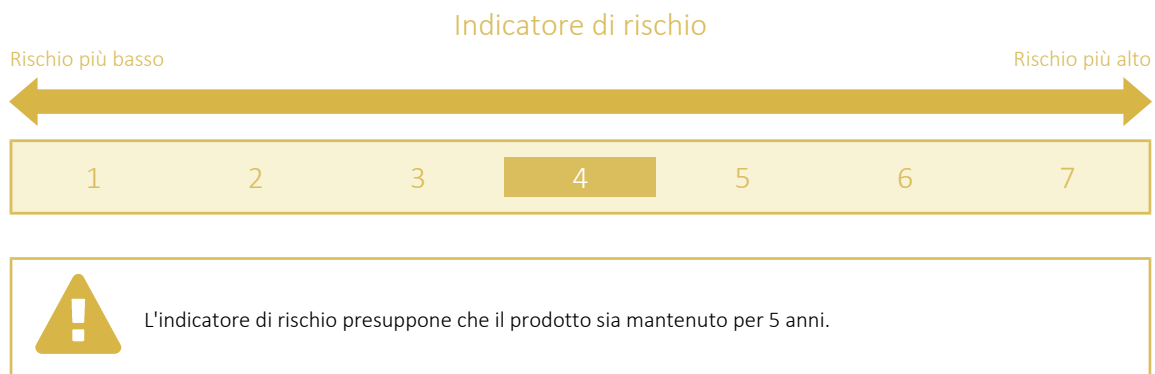 Indicatore di rischio
Rischio più basso Rischio più alto
1 2 3 4 5 6 7
L'indicatore di rischio presuppone che il prodotto sia mantenuto per 5 anni.